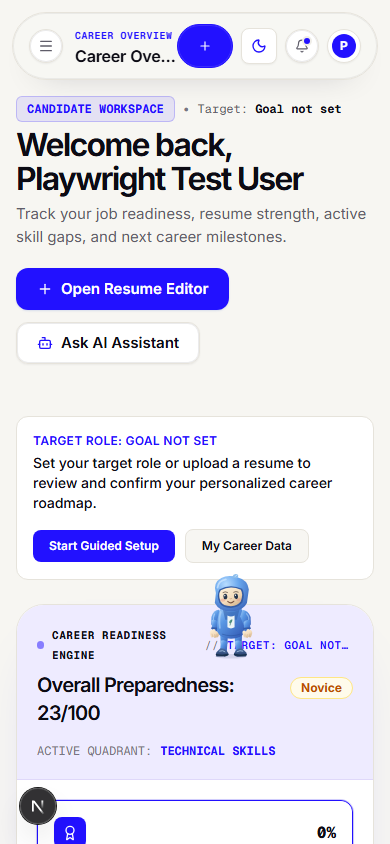 CAREER OVERVIEW
Career Ove...
P
CANDIDATE WORKSPACE • Target: Goal not set
Welcome back,
Playwright Test User
Track your job readiness, resume strength, active
skill gaps, and next career milestones.
Open Resume Editor
Ask AI Assistant
TARGET ROLE: GOAL NOT SET
Set your target role or upload a resume to
review and confirm your personalized career
roadmap.
Start Guided Setup
My Career Data
CAREER READINESS
ENGINE
// TARGET: GOAL NOT…
Overall Preparedness:
23/100
Novice
ACTIVE QUADRANT: TECHNICAL SKILLS
N
0%